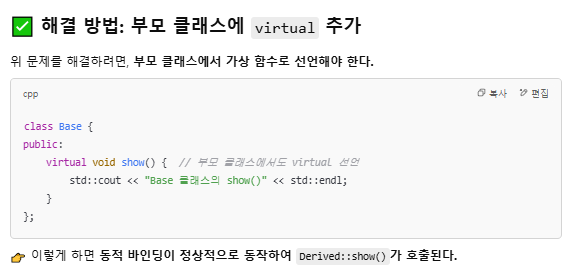 ✅ 해결 방법: 부모 클래스에 virtual 추가
위 문제를 해결하려면, 부모 클래스에서 가상 함수로 선언해야 한다.
cpp 복사 편집
class Base {
public:
    virtual void show() {  // 부모 클래스에서도 virtual 선언
        std::cout << "Base 클래스의 show()" << std::endl;
    }
};
👉 이렇게 하면 동적 바인딩이 정상적으로 동작하여 Derived::show()가 호출된다.